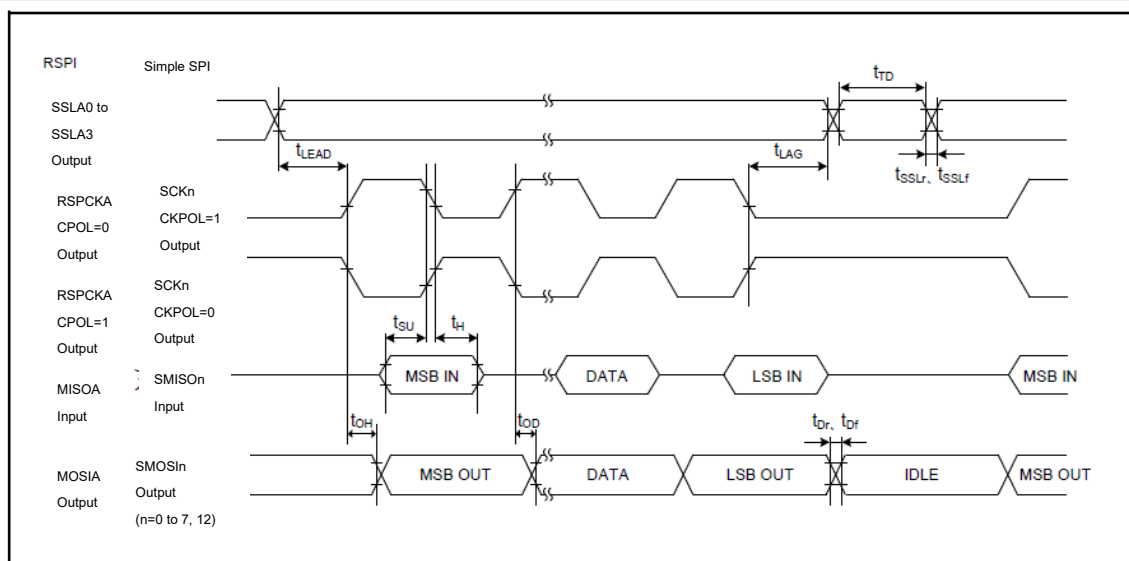 RSPI
Simple SPI
SSLA0 to
SSLA3
Output
tTD
tLEAD
tLAG
tSSLr、tSSLf
RSPCKA
CPOL=0
Output
SCKn
CKPOL=1
Output
RSPCKA
CPOL=1
Output
SCKn
CKPOL=0
Output
tSU
tH
MISOA
Input
SMISOn
Input
MSB IN
DATA
LSB IN
MSB IN
tOH
tOD
tDr、tDf
MOSIA
Output
SMOSIn
Output
(n=0 to 7, 12)
MSB OUT
DATA
LSB OUT
IDLE
MSB OUT